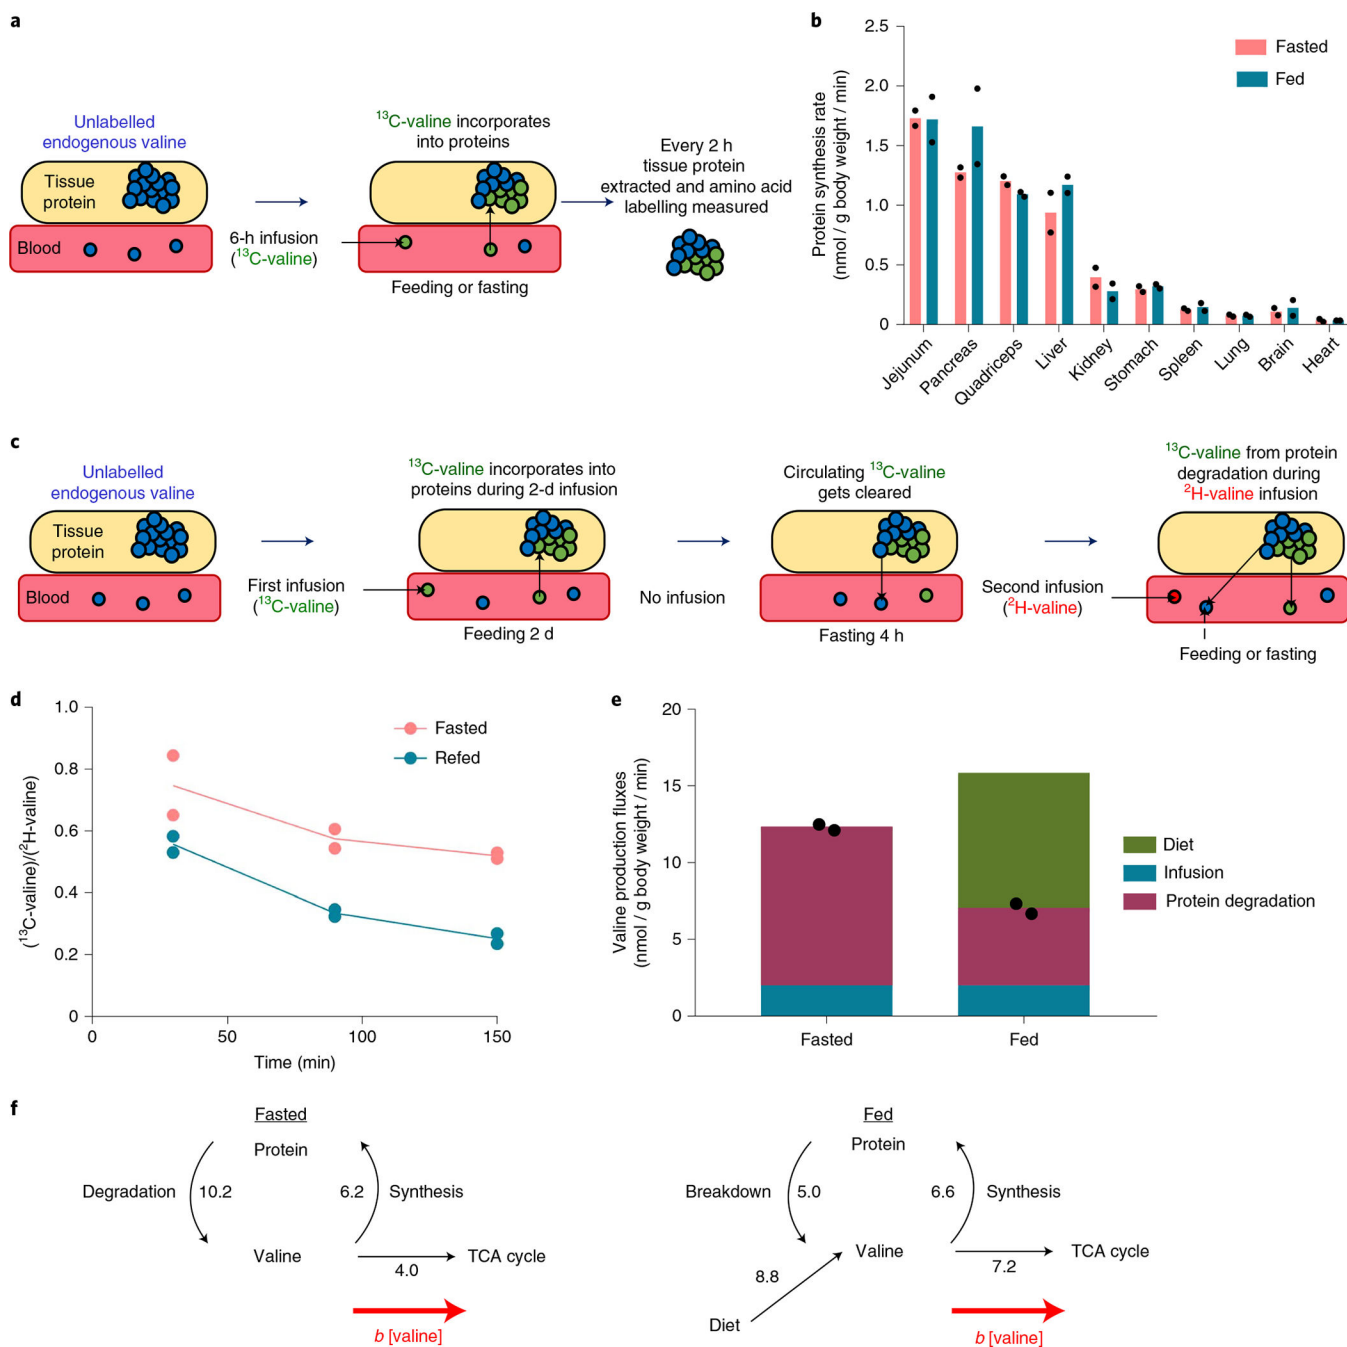 a
Unlabelled
endogenous valine
Tissue
protein
Blood
6-h infusion
(¹³C-valine)
¹³C-valine incorporates
into proteins
Feeding or fasting
Every 2 h
tissue protein
extracted and amino acid
labelling measured
b
Protein synthesis rate
(nmol / g body weight / min)
2.5
2.0
1.5
1.0
0.5
0
Fasted
Fed
Jejunum
Pancreas
Quadriceps
Liver
Kidney
Stomach
Spleen
Lung
Brain
Heart
c
Unlabelled
endogenous valine
Tissue
protein
Blood
First infusion
(¹³C-valine)
¹³C-valine incorporates into
proteins during 2-d infusion
Feeding 2 d
No infusion
Circulating ¹³C-valine
gets cleared
Fasting 4 h
Second infusion
(²H-valine)
¹³C-valine from protein
degradation during
²H-valine infusion
Feeding or fasting
d
(¹³C-valine)/(²H-valine)
1.0
0.8
0.6
0.4
0.2
0
Fasted
Refed
0
50
100
150
Time (min)
e
Valine production fluxes
(nmol / g body weight / min)
20
15
10
5
0
Fasted
Fed
Diet
Infusion
Protein degradation
f
Fasted
Protein
Degradation
10.2
6.2
Synthesis
Valine
TCA cycle
4.0
b [valine]
Fed
Protein
Breakdown
5.0
6.6
Synthesis
Valine
TCA cycle
8.8
7.2
Diet
b [valine]